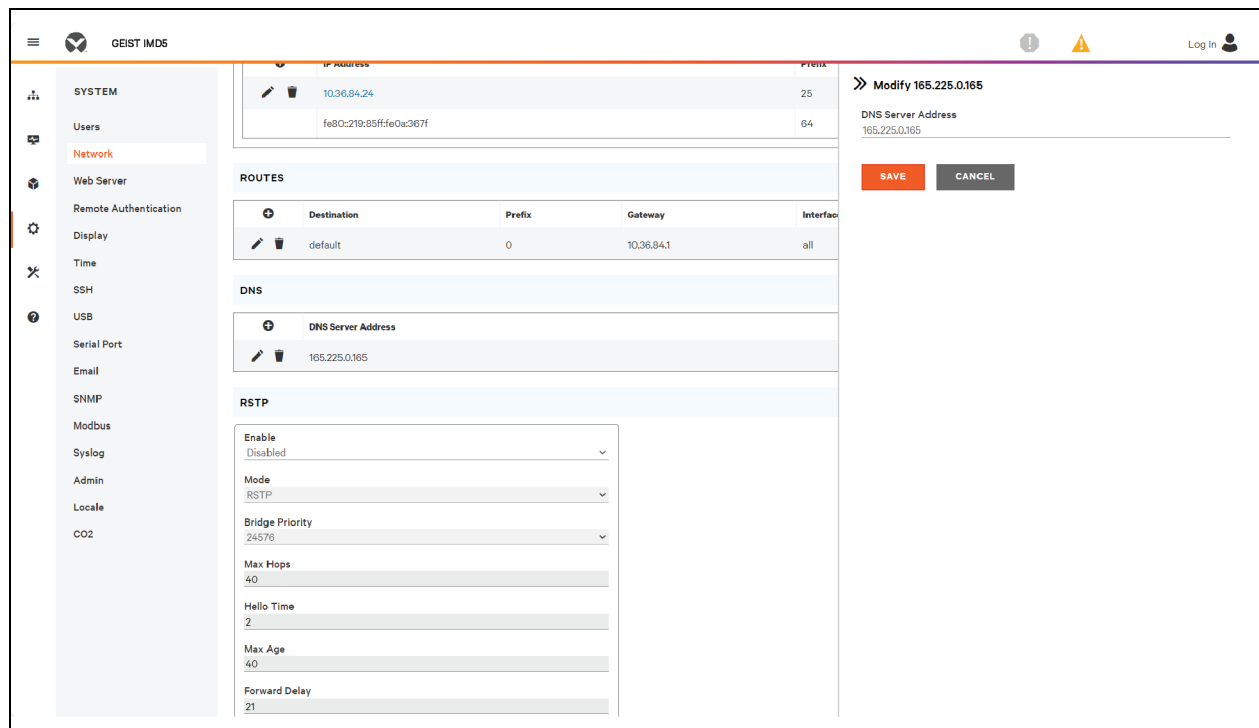 GEIST IMD5
Log In
SYSTEM
Users
Network
Web Server
Remote Authentication
Display
Time
SSH
USB
Serial Port
Email
SNMP
Modbus
Syslog
Admin
Locale
CO2
IP Address Prefix
10.36.84.24 25
fe80::219:85ff:fe0a:367f 64
ROUTES
Destination Prefix Gateway Interface
default 0 10.36.84.1 all
DNS
DNS Server Address
165.225.0.165
RSTP
Enable
Disabled
Mode
RSTP
Bridge Priority
24576
Max Hops
40
Hello Time
2
Max Age
40
Forward Delay
21
Modify 165.225.0.165
DNS Server Address
165.225.0.165
SAVE CANCEL